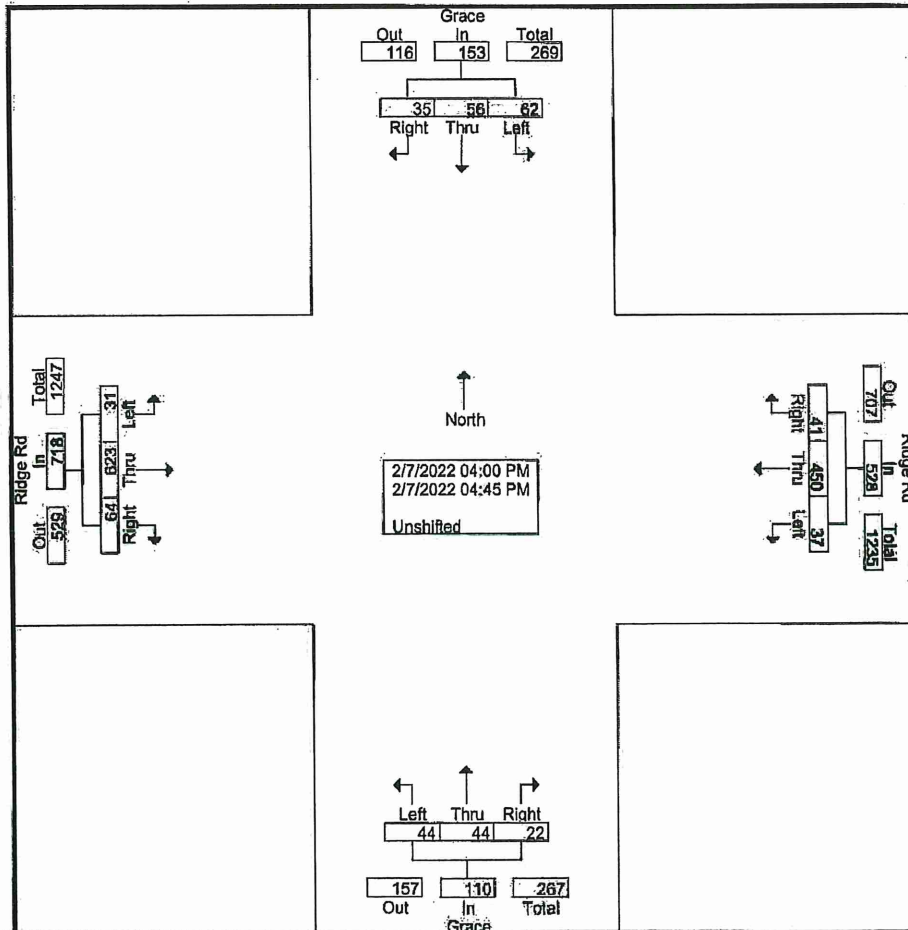 Grace
Out In Total
116 153 269
35 56 62
Right Thru Left
Ridge Rd
Total In Out
1247 718 529
31 623 64
Left Thru Right
North
2/7/2022 04:00 PM
2/7/2022 04:45 PM
Unshifted
Right Thru Left
41 450 37
Out In Total
707 528 1235
Ridge Rd
Left Thru Right
44 44 22
157 110 267
Out In Total
Grace